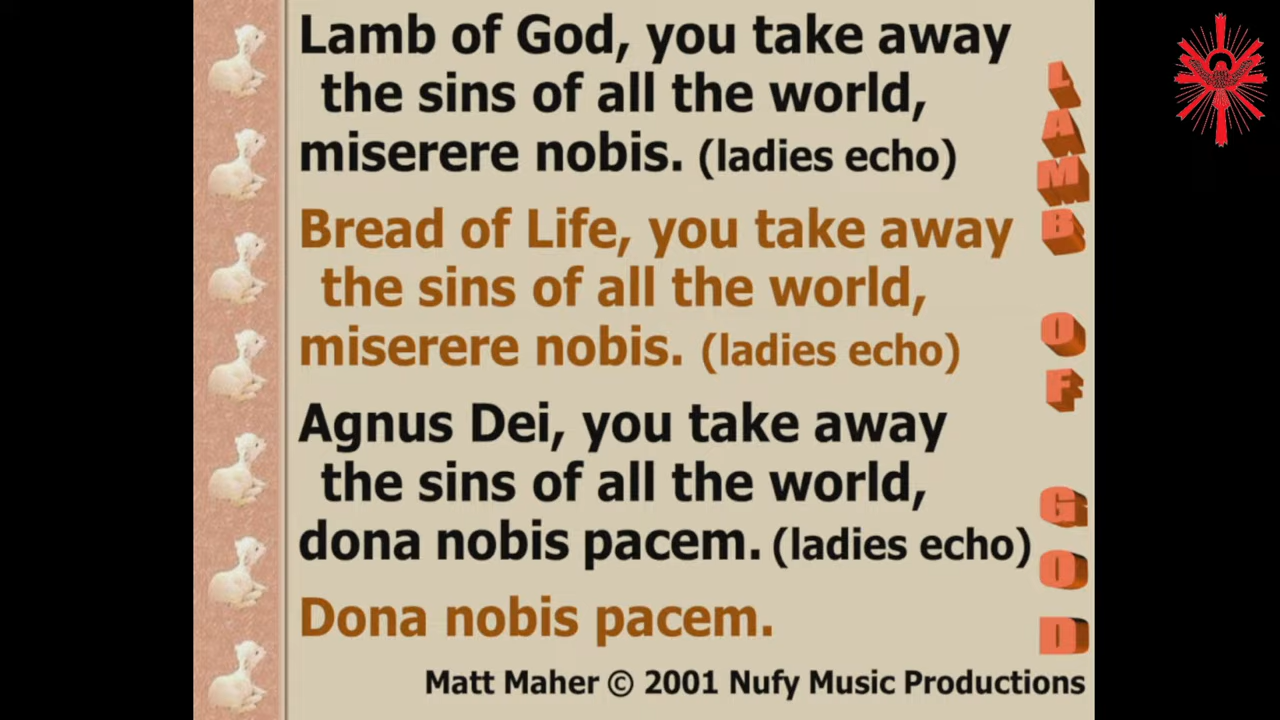 Lamb of God, you take away
the sins of all the world,
miserere nobis. (ladies echo)
Bread of Life, you take away
the sins of all the world,
miserere nobis. (ladies echo)
Agnus Dei, you take away
the sins of all the world,
dona nobis pacem. (ladies echo)
Dona nobis pacem.
Matt Maher © 2001 Nufy Music Productions
LAMB OF GOD